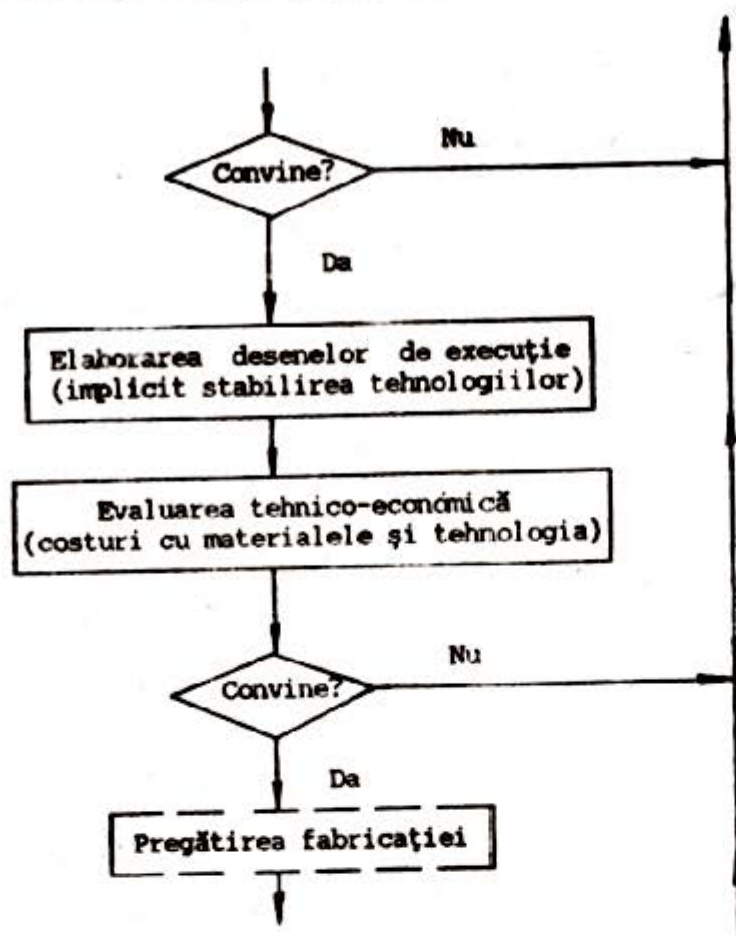 Convine?
Nu
Da
Elaborarea desenelor de execuție
(implicit stabilirea tehnologiilor)
Evaluarea tehnico-economică
(costuri cu materialele și tehnologia)
Convine?
Nu
Da
Pregătirea fabricației